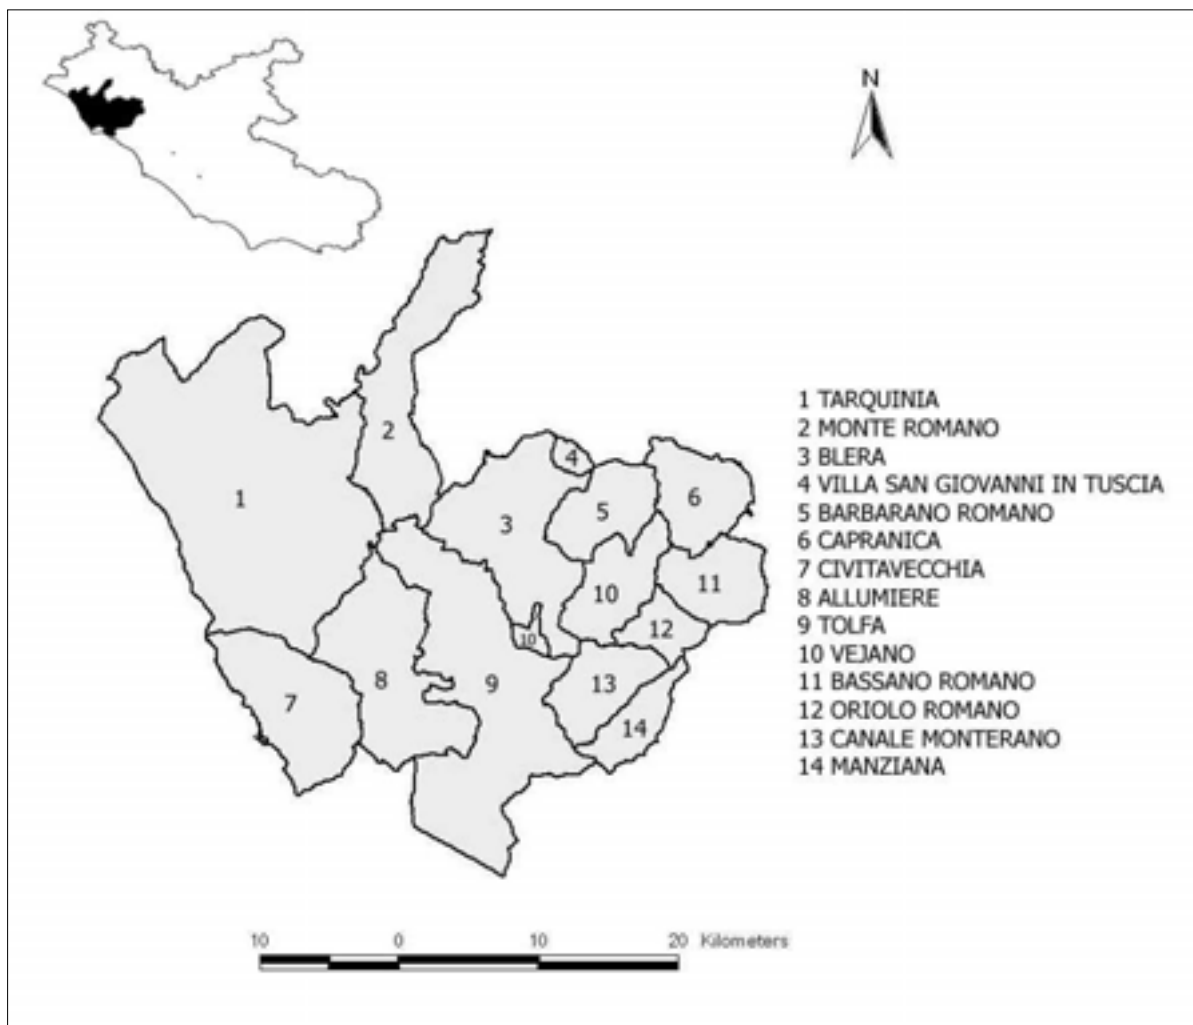 N
1 TARQUINIA
2 MONTE ROMANO
3 BLERA
4 VILLA SAN GIOVANNI IN TUSCIA
5 BARBARANO ROMANO
6 CAPRANICA
7 CIVITAVECCHIA
8 ALLUMIERE
9 TOLFA
10 VEJANO
11 BASSANO ROMANO
12 ORIOLO ROMANO
13 CANALE MONTERANO
14 MANZIANA
2
4
1
3
5
6
10
11
12
10
8
9
13
7
14
10 0 10 20 Kilometers